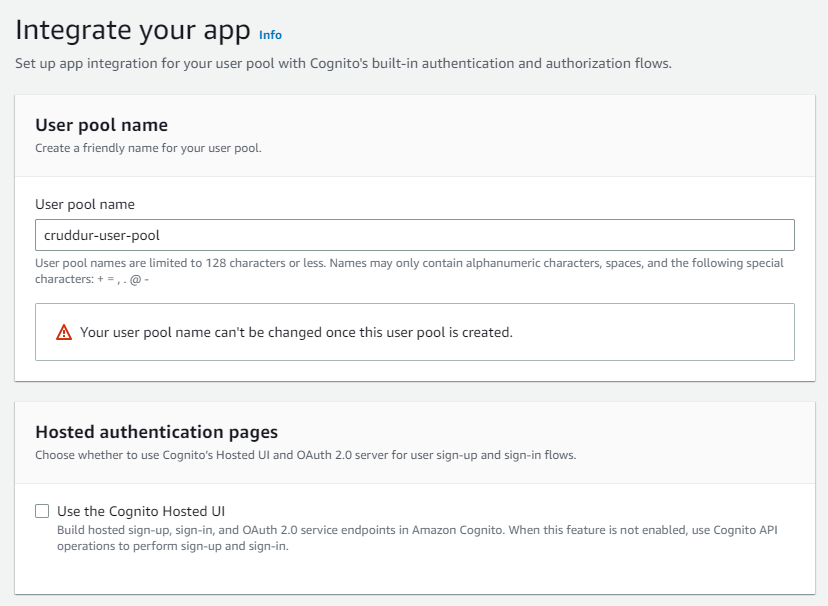 Integrate your app Info
Set up app integration for your user pool with Cognito's built-in authentication and authorization flows.
User pool name
Create a friendly name for your user pool.
User pool name
cruddur-user-pool
User pool names are limited to 128 characters or less. Names may only contain alphanumeric characters, spaces, and the following special
characters: + = , . @ -
Your user pool name can't be changed once this user pool is created.
Hosted authentication pages
Choose whether to use Cognito's Hosted UI and OAuth 2.0 server for user sign-up and sign-in flows.
Use the Cognito Hosted UI
Build hosted sign-up, sign-in, and OAuth 2.0 service endpoints in Amazon Cognito. When this feature is not enabled, use Cognito API
operations to perform sign-up and sign-in.